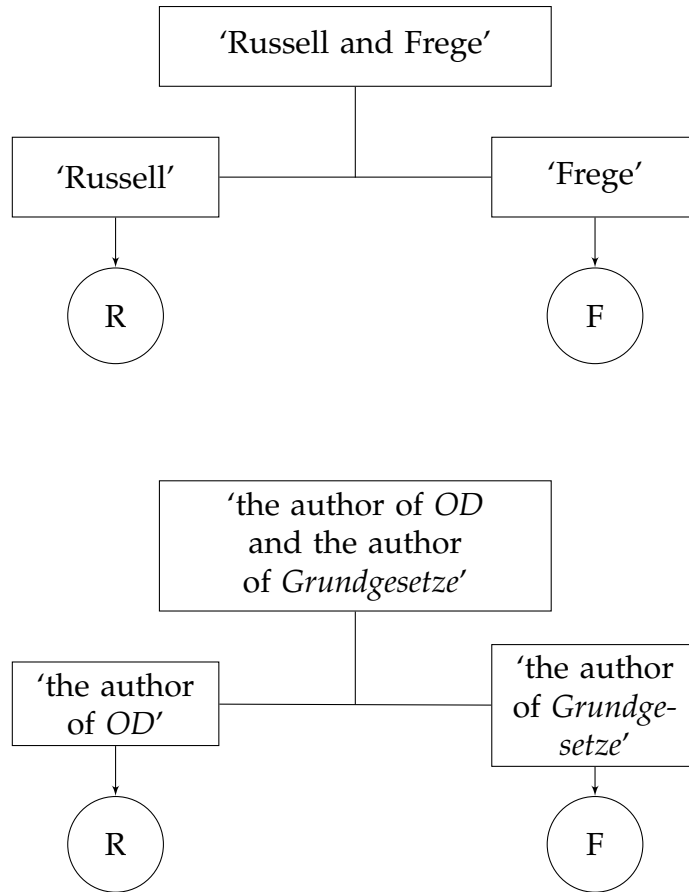 ‘Russell and Frege’
‘Russell’
‘Frege’
R
F
‘the author of OD
and the author
of Grundgesetze’
‘the author
of OD’
‘the author
of Grundge-
setze’
R
F